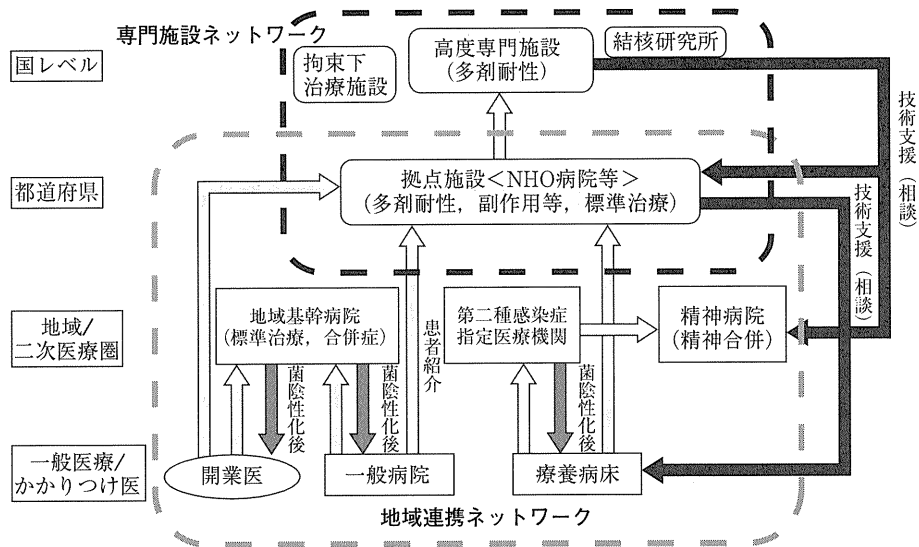 専門施設ネットワーク
国レベル
拘束下
治療施設
高度専門施設
(多剤耐性)
結核研究所
技術支援(相談)
都道府県
拠点施設<NHO病院等>
(多剤耐性，副作用等，標準治療)
技術支援(相談)
地域/
二次医療圏
地域基幹病院
(標準治療，合併症)
患者紹介
第二種感染症
指定医療機関
精神病院
(精神合併)
菌陰性化後
菌陰性化後
菌陰性化後
一般医療/
かかりつけ医
開業医
一般病院
療養病床
地域連携ネットワーク